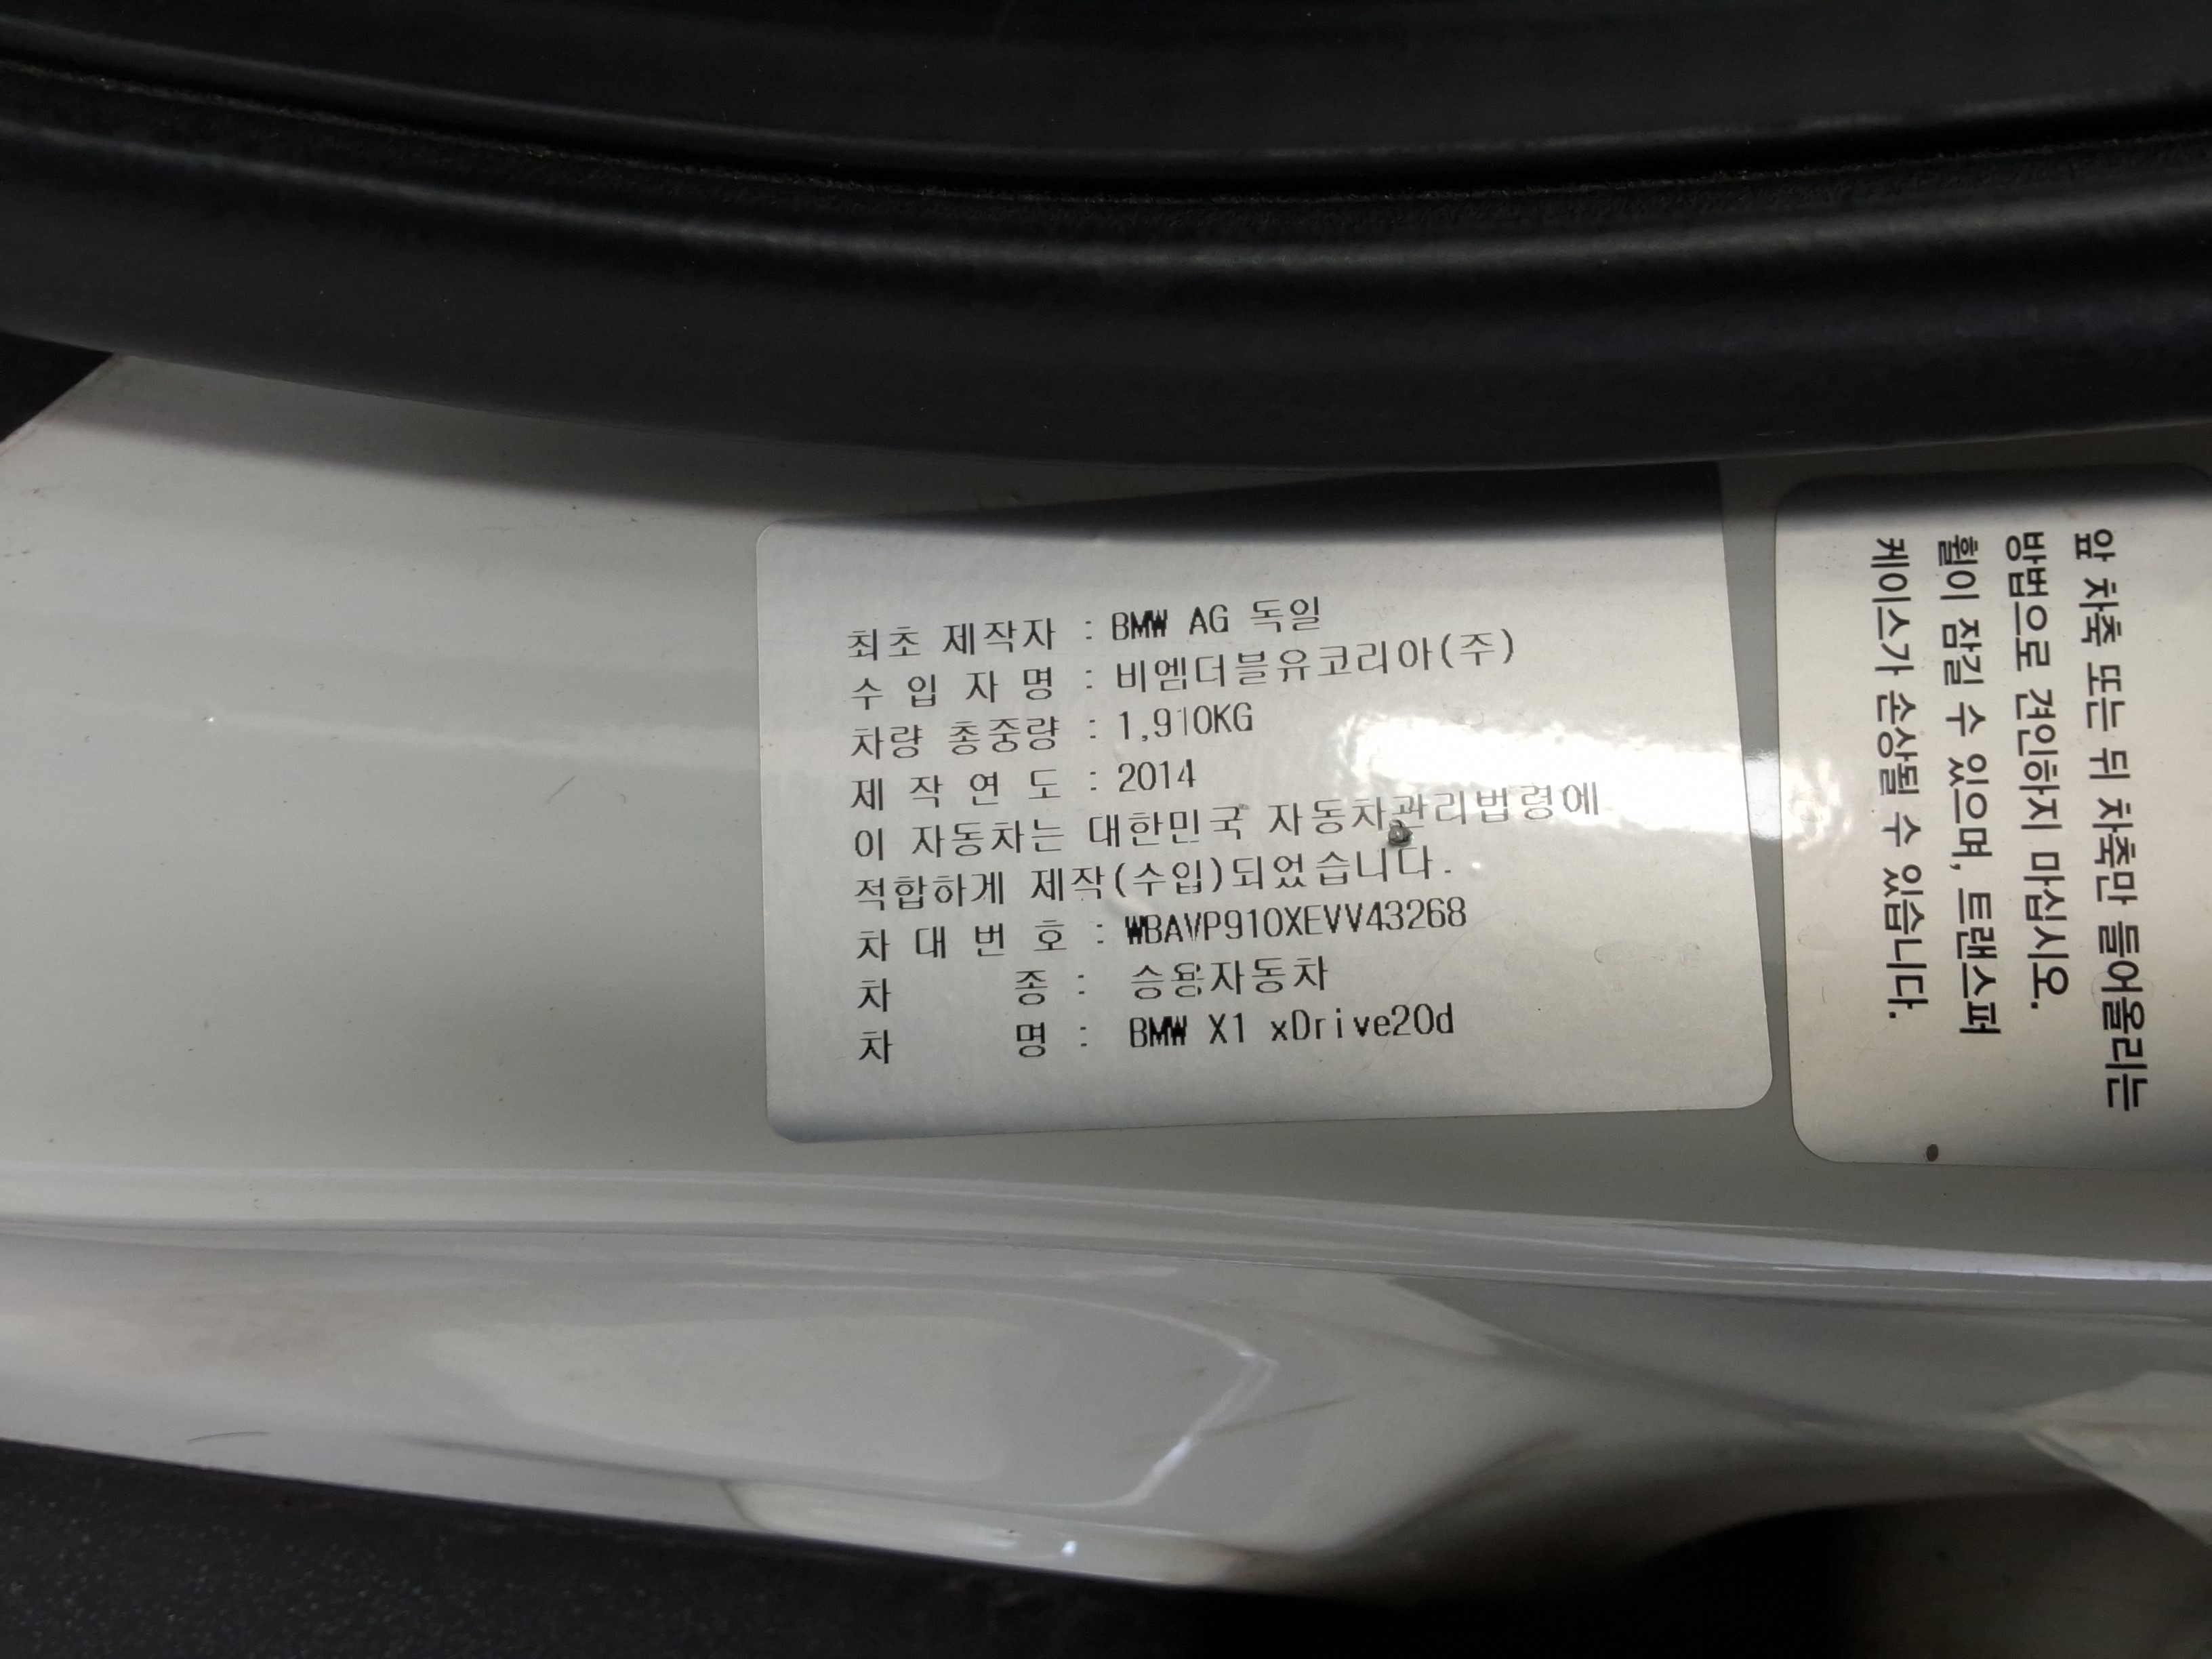 최초 제작자 : BMW AG 독일
수 입 자 명 : 비엠더블유코리아(주)
차량 총중량 : 1,910KG
제 작 연 도 : 2014
이 자동차는 대한민국 자동차관리법령에
적합하게 제작(수입)되었습니다.
차 대 번 호 : WBAVP910XEVV43268
차 종 : 승용자동차
차 명 : BMW X1 xDrive20d
앞 차축 또는 뒤 차축만 들어올리는
방법으로 견인하지 마십시오.
휠이 잠길 수 있으며, 트랜스퍼
케이스가 손상될 수 있습니다.